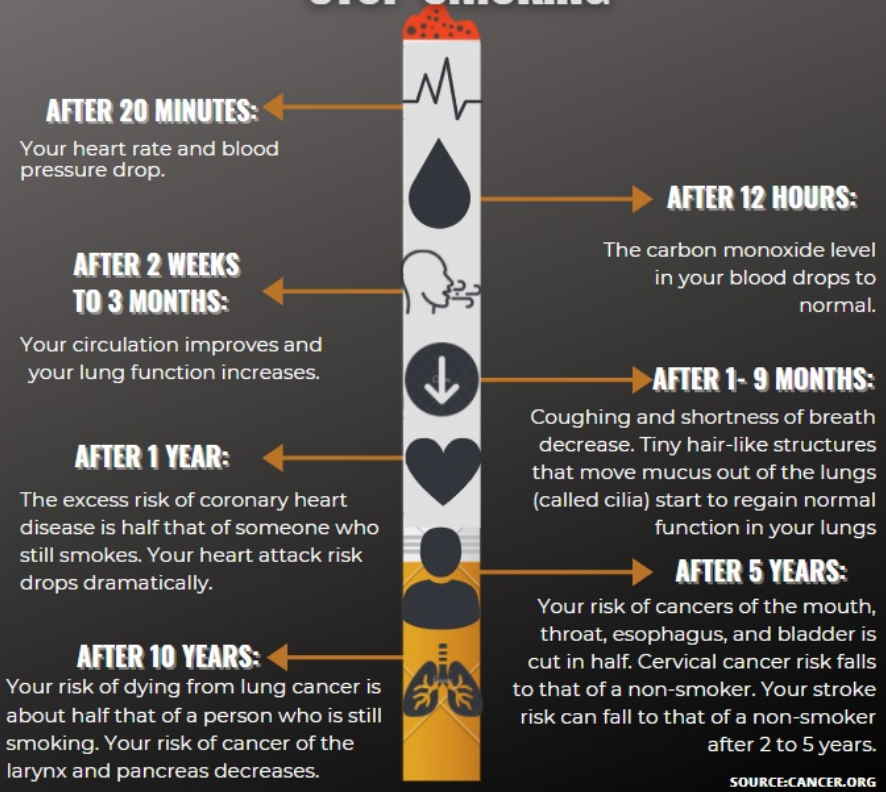 STOP SMOKING
AFTER 20 MINUTES:
Your heart rate and blood
pressure drop.
AFTER 12 HOURS:
The carbon monoxide level
in your blood drops to
normal.
AFTER 2 WEEKS
TO 3 MONTHS:
Your circulation improves and
your lung function increases.
AFTER 1- 9 MONTHS:
Coughing and shortness of breath
decrease. Tiny hair-like structures
that move mucus out of the lungs
(called cilia) start to regain normal
function in your lungs
AFTER 1 YEAR:
The excess risk of coronary heart
disease is half that of someone who
still smokes. Your heart attack risk
drops dramatically.
AFTER 5 YEARS:
Your risk of cancers of the mouth,
throat, esophagus, and bladder is
cut in half. Cervical cancer risk falls
to that of a non-smoker. Your stroke
risk can fall to that of a non-smoker
after 2 to 5 years.
AFTER 10 YEARS:
Your risk of dying from lung cancer is
about half that of a person who is still
smoking. Your risk of cancer of the
larynx and pancreas decreases.
SOURCE:CANCER.ORG